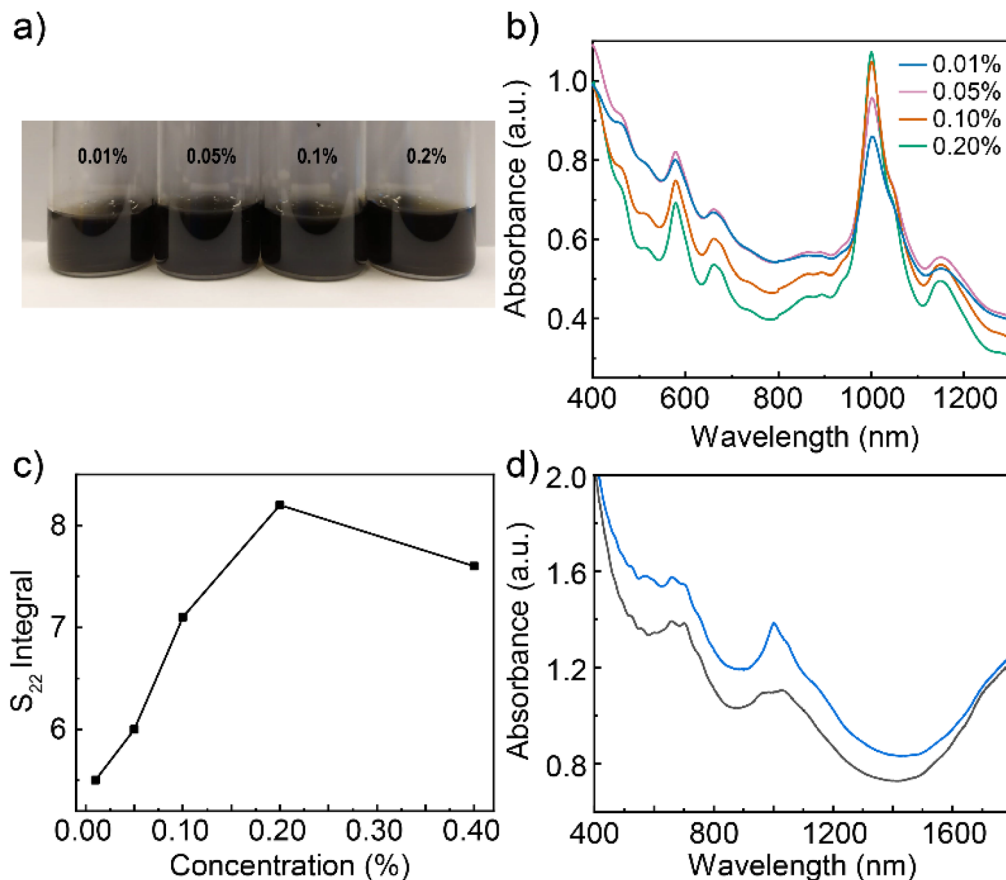 a)
0.01% 0.05% 0.1% 0.2%
b)
Absorbance (a.u.)
1.0
0.8
0.6
0.4
0.01%
0.05%
0.10%
0.20%
400 600 800 1000 1200
Wavelength (nm)
c)
S22 Integral
8
7
6
0.00 0.10 0.20 0.30 0.40
Concentration (%)
d)
Absorbance (a.u.)
2.0
1.6
1.2
0.8
400 800 1200 1600
Wavelength (nm)